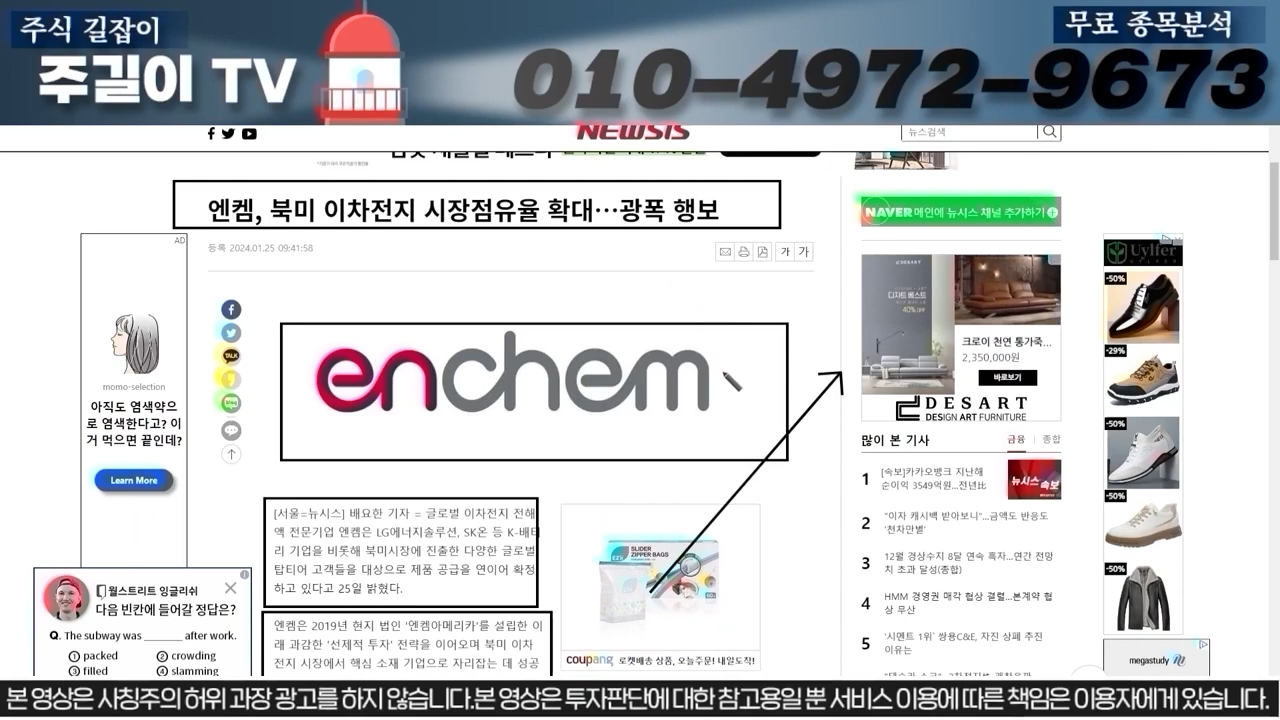 주식 길잡이
주길이 TV
무료 종목분석
010-4972-9673
NEWSIS
뉴스검색
엔켐, 북미 이차전지 시장점유율 확대…광폭 행보
등록 2024.01.25 09:41:58
가 가
NAVER 메인에 뉴스시 채널 추가하기
AD
momo-selection
아직도 염색약으
로 염색한다고? 이
거 먹으면 끝인데?
Learn More
TALK
blog
enchem
[서울=뉴시스] 배요한 기자 = 글로벌 이차전지 전해
액 전문기업 엔켐은 LG에너지솔루션, SK온 등 K-배터
리 기업을 비롯해 북미시장에 진출한 다양한 글로벌
탑티어 고객들을 대상으로 제품 공급을 연이어 확정
하고 있다고 25일 밝혔다.
엔켐은 2019년 현지 법인 '엔켐아메리카'를 설립한 이
래 과감한 '선제적 투자' 전략을 이어오며 북미 이차
전지 시장에서 핵심 소재 기업으로 자리잡는 데 성공
월스트리트 잉글리쉬
다음 빈칸에 들어갈 정답은?
Q. The subway was _______ after work.
① packed ② crowding
③ filled ④ slamming
SLIDER
ZIPPER BAGS
coupang 로켓배송 상품, 오늘주문! 내일도착!
DESART
디자트 베스트
40% OFF
크로이 천연 통가죽...
2,350,000원
바로보기
DESART
DESIGN ART FURNITURE
많이 본 기사
금융 종합
1 [속보]카카오뱅크 지난해
순이익 3549억원…전년比
뉴시스 속보
2 "이자 캐시백 받아보니"…금액도 반응도
'천차만별'
3 12월 경상수지 8달 연속 흑자…연간 전망
치 초과 달성(종합)
4 HMM 경영권 매각 협상 결렬…본계약 협
상 무산
5 '시멘트 1위' 쌍용C&E, 자진 상폐 추진
이유는
Uylfer
-50%
-29%
-50%
-50%
-50%
megastudy
본 영상은 사칭주의 허위 과장 광고를 하지 않습니다.본 영상은 투자판단에 대한 참고용일 뿐 서비스 이용에 따른 책임은 이용자에게 있습니다.